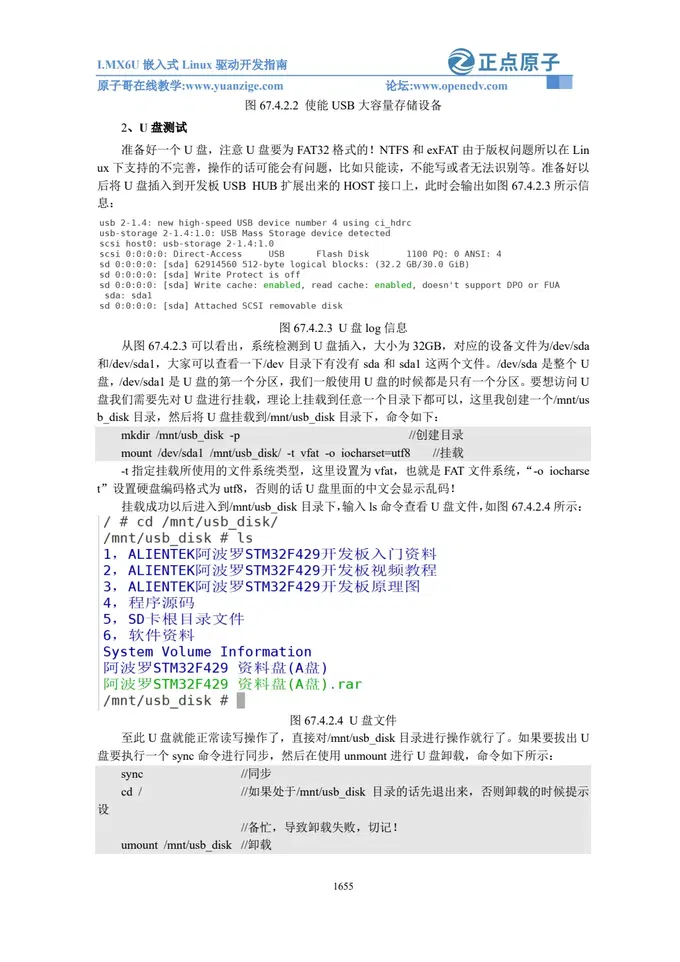 I.MX6U 嵌入式 Linux 驱动开发指南
正点原子
原子哥在线教学:www.yuanzige.com 论坛:www.openedv.com
图 67.4.2.2 使能 USB 大容量存储设备
2、U 盘测试
准备好一个 U 盘，注意 U 盘要为 FAT32 格式的！NTFS 和 exFAT 由于版权问题所以在 Lin
ux 下支持的不完善，操作的话可能会有问题，比如只能读，不能写或者无法识别等。准备好以
后将 U 盘插入到开发板 USB HUB 扩展出来的 HOST 接口上，此时会输出如图 67.4.2.3 所示信
息：
usb 2-1.4: new high-speed USB device number 4 using ci_hdrc
usb-storage 2-1.4:1.0: USB Mass Storage device detected
scsi host0: usb-storage 2-1.4:1.0
scsi 0:0:0:0: Direct-Access     USB      Flash Disk       1100 PQ: 0 ANSI: 4
sd 0:0:0:0: [sda] 62914560 512-byte logical blocks: (32.2 GB/30.0 GiB)
sd 0:0:0:0: [sda] Write Protect is off
sd 0:0:0:0: [sda] Write cache: enabled, read cache: enabled, doesn't support DPO or FUA
sda: sda1
sd 0:0:0:0: [sda] Attached SCSI removable disk
图 67.4.2.3 U 盘 log 信息
从图 67.4.2.3 可以看出，系统检测到 U 盘插入，大小为 32GB，对应的设备文件为/dev/sda
和/dev/sda1，大家可以查看一下/dev 目录下有没有 sda 和 sda1 这两个文件。/dev/sda 是整个 U
盘，/dev/sda1 是 U 盘的第一个分区，我们一般使用 U 盘的时候都是只有一个分区。要想访问 U
盘我们需要先对 U 盘进行挂载，理论上挂载到任意一个目录下都可以，这里我创建一个/mnt/us
b_disk 目录，然后将 U 盘挂载到/mnt/usb_disk 目录下，命令如下：
mkdir /mnt/usb_disk -p //创建目录
mount /dev/sda1 /mnt/usb_disk/ -t vfat -o iocharset=utf8 //挂载
-t 指定挂载所使用的文件系统类型，这里设置为 vfat，也就是 FAT 文件系统，“-o iocharse
t”设置硬盘编码格式为 utf8，否则的话 U 盘里面的中文会显示乱码！
挂载成功以后进入到/mnt/usb_disk 目录下，输入 ls 命令查看 U 盘文件，如图 67.4.2.4 所示：
/ # cd /mnt/usb_disk/
/mnt/usb_disk # ls
1，ALIENTEK阿波罗STM32F429开发板入门资料
2，ALIENTEK阿波罗STM32F429开发板视频教程
3，ALIENTEK阿波罗STM32F429开发板原理图
4，程序源码
5，SD卡根目录文件
6，软件资料
System Volume Information
阿波罗STM32F429 资料盘(A盘)
阿波罗STM32F429 资料盘(A盘).rar
/mnt/usb_disk #
图 67.4.2.4 U 盘文件
至此 U 盘就能正常读写操作了，直接对/mnt/usb_disk 目录进行操作就行了。如果要拔出 U
盘要执行一个 sync 命令进行同步，然后在使用 unmount 进行 U 盘卸载，命令如下所示：
sync //同步
cd / //如果处于/mnt/usb_disk 目录的话先退出来，否则卸载的时候提示
设
//备忙，导致卸载失败，切记！
umount /mnt/usb_disk //卸载
1655